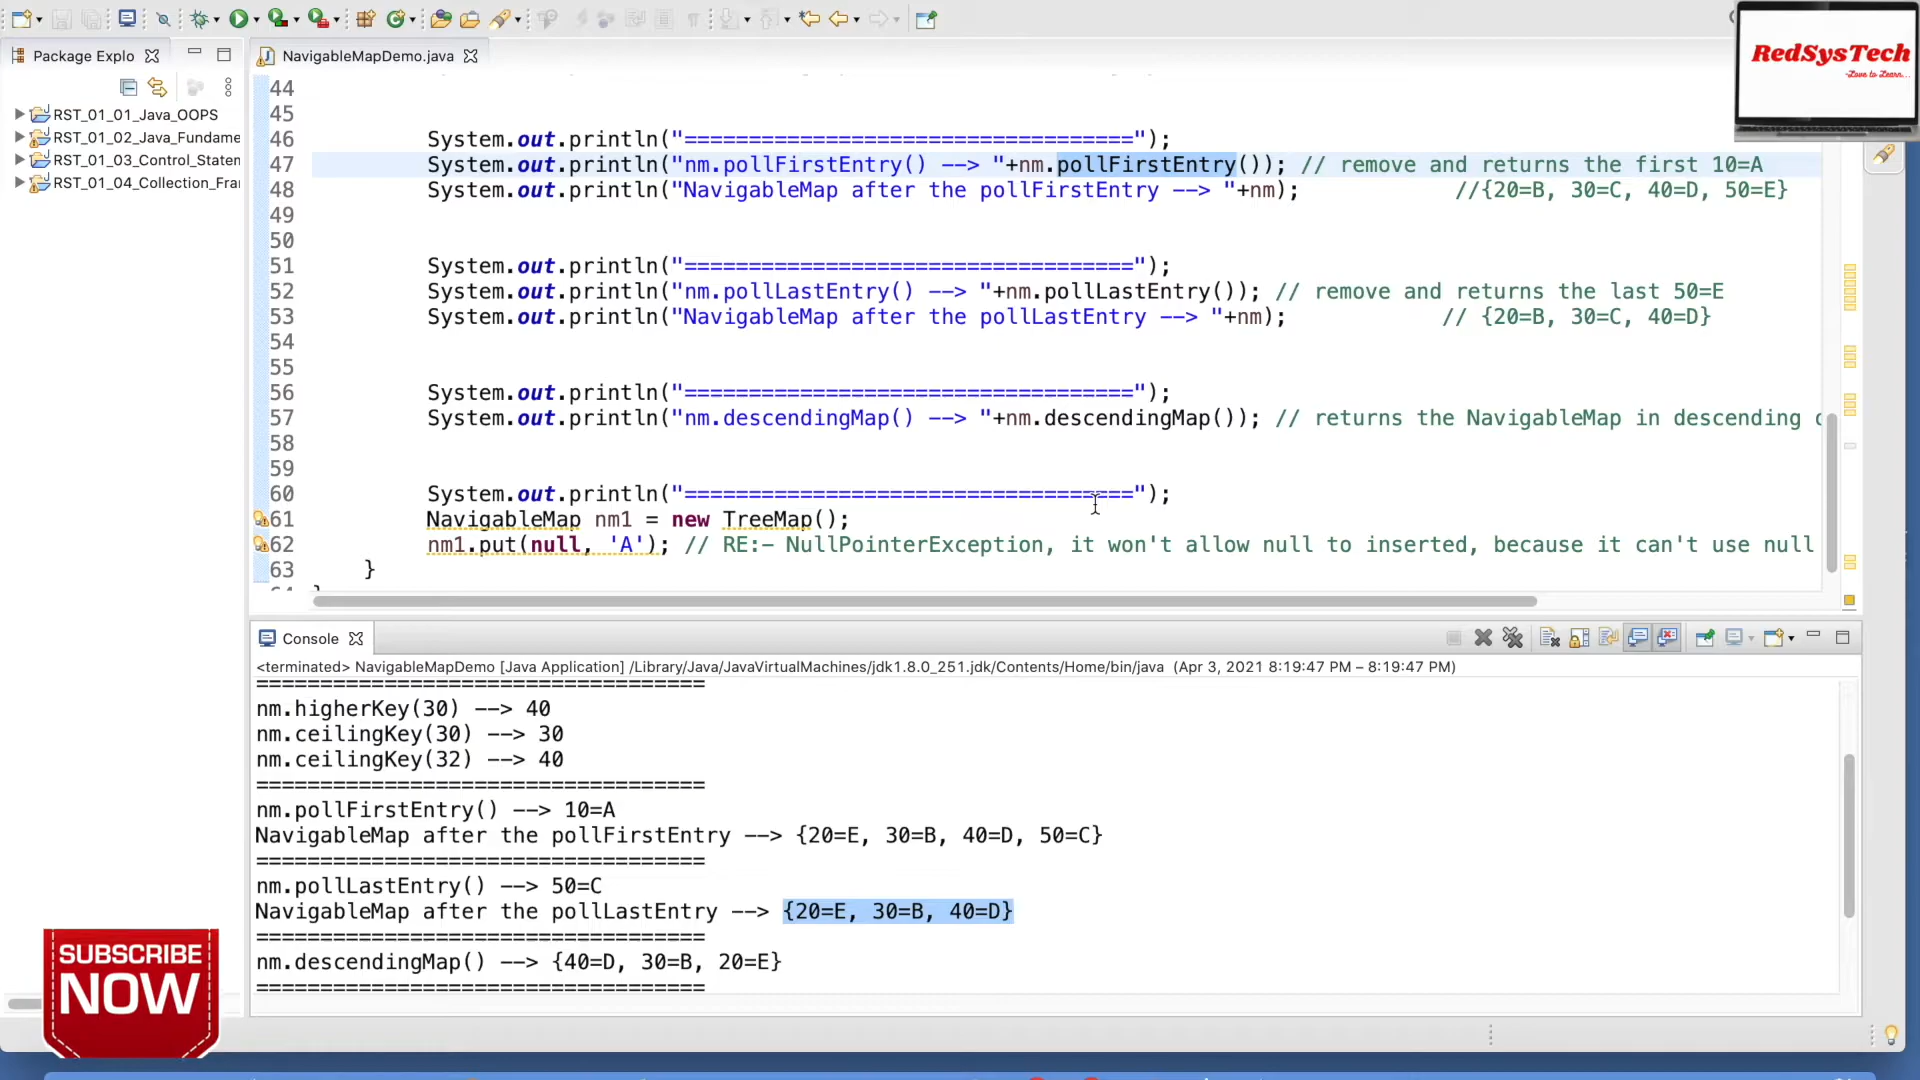 RedSysTech
-Love to Learn...
Package Explo
NavigableMapDemo.java
RST_01_01_Java_OOPS
RST_01_02_Java_Fundame
RST_01_03_Control_Staten
RST_01_04_Collection_Fra
44
45
46 System.out.println("===================================");
47 System.out.println("nm.pollFirstEntry() --> "+nm.pollFirstEntry()); // remove and returns the first 10=A
48 System.out.println("NavigableMap after the pollFirstEntry --> "+nm); //{20=B, 30=C, 40=D, 50=E}
49
50
51 System.out.println("===================================");
52 System.out.println("nm.pollLastEntry() --> "+nm.pollLastEntry()); // remove and returns the last 50=E
53 System.out.println("NavigableMap after the pollLastEntry --> "+nm); // {20=B, 30=C, 40=D}
54
55
56 System.out.println("===================================");
57 System.out.println("nm.descendingMap() --> "+nm.descendingMap()); // returns the NavigableMap in descending
58
59
60 System.out.println("===================================");
61 NavigableMap nm1 = new TreeMap();
62 nm1.put(null, 'A'); // RE:- NullPointerException, it won't allow null to inserted, because it can't use null
63 }
Console
<terminated> NavigableMapDemo [Java Application] /Library/Java/JavaVirtualMachines/jdk1.8.0_251.jdk/Contents/Home/bin/java (Apr 3, 2021 8:19:47 PM – 8:19:47 PM)
===================================
nm.higherKey(30) --> 40
nm.ceilingKey(30) --> 30
nm.ceilingKey(32) --> 40
===================================
nm.pollFirstEntry() --> 10=A
NavigableMap after the pollFirstEntry --> {20=E, 30=B, 40=D, 50=C}
===================================
nm.pollLastEntry() --> 50=C
NavigableMap after the pollLastEntry --> {20=E, 30=B, 40=D}
===================================
nm.descendingMap() --> {40=D, 30=B, 20=E}
===================================
SUBSCRIBE
NOW